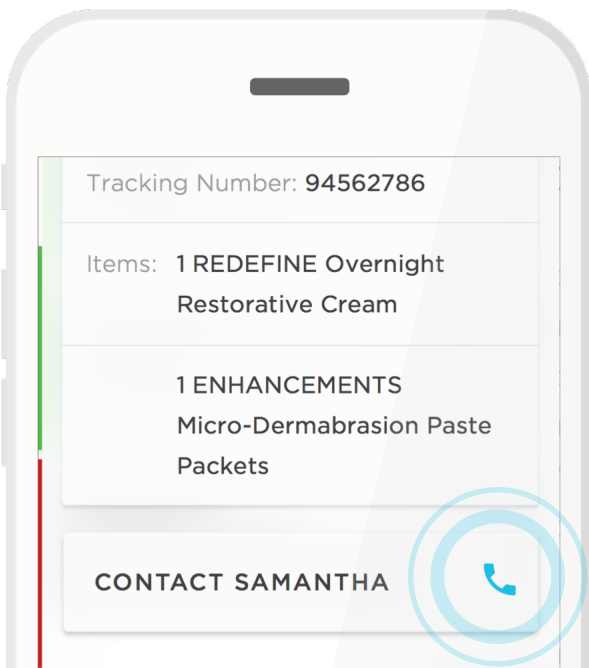 Tracking Number: 94562786
Items: 1 REDEFINE Overnight
Restorative Cream
1 ENHANCEMENTS
Micro-Dermabrasion Paste
Packets
CONTACT SAMANTHA